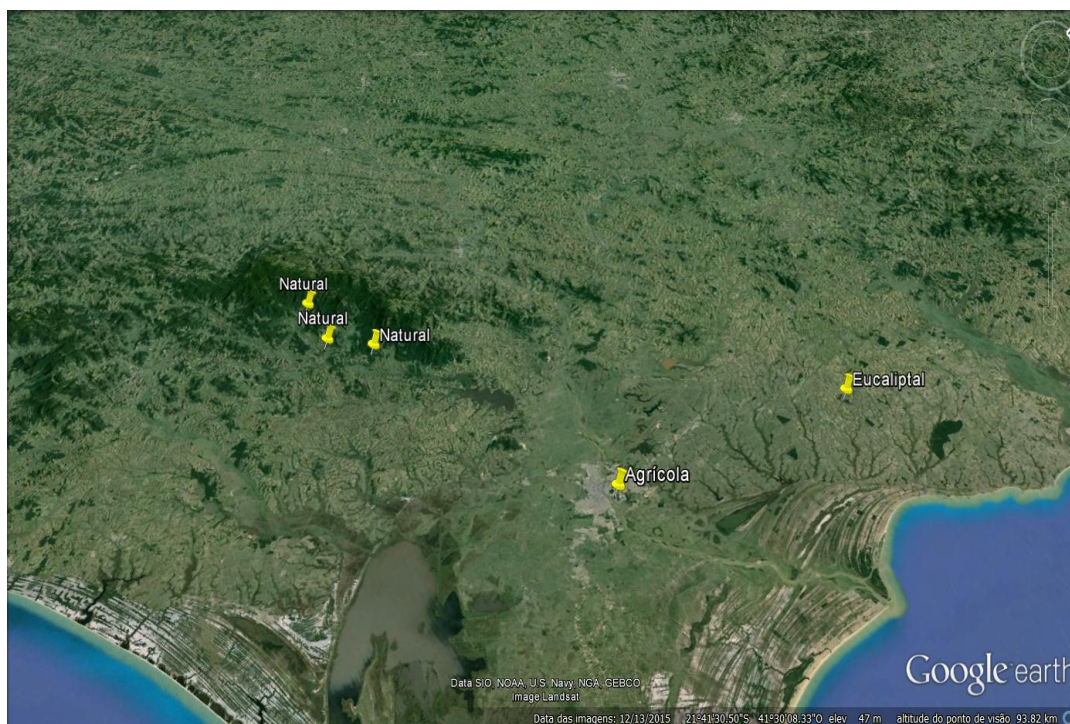 Natural
Natural
Natural
Eucaliptal
Agrícola
Google earth
Data SIO, NOAA, U.S. Navy, NGA, GEBCO
Image Landsat
Data das imagens: 12/13/2015 21°41'30.50"S 41°30'08.33"O elev 47 m altitude do ponto de visão 93.82 km